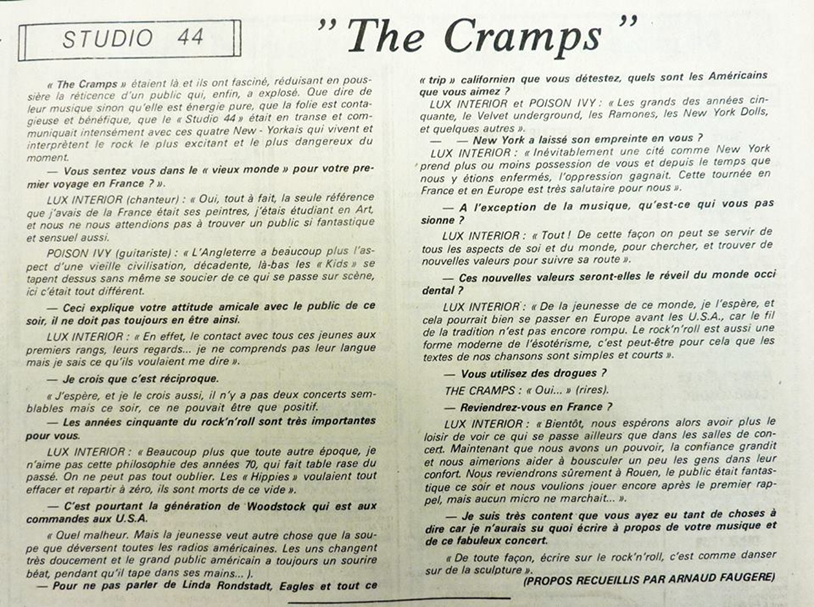 STUDIO 44
" The Cramps "
« The Cramps » étaient là et ils ont fasciné, réduisant en pous-
sière la réticence d'un public qui, enfin, a explosé. Que dire de
leur musique sinon qu'elle est énergie pure, que la folie est conta-
gieuse et bénéfique, que le « Studio 44 » était en transe et com-
muniquait intensément avec ces quatre New - Yorkais qui vivent et
interprètent le rock le plus excitant et le plus dangereux du
moment.
— Vous sentez vous dans le « vieux monde » pour votre pre-
mier voyage en France ? ».
LUX INTERIOR (chanteur) : « Oui, tout à fait, la seule référence
que j'avais de la France était ses peintres, j'étais étudiant en Art,
et nous ne nous attendions pas à trouver un public si fantastique
et sensuel aussi.
POISON IVY (guitariste) : « L'Angleterre a beaucoup plus l'as-
pect d'une vieille civilisation, décadente, là-bas les « Kids » se
tapent dessus sans même se soucier de ce qui se passe sur scène,
ici c'était tout différent.
— Ceci explique votre attitude amicale avec le public de ce
soir, il ne doit pas toujours en être ainsi.
LUX INTERIOR : « En effet, le contact avec tous ces jeunes aux
premiers rangs, leurs regards... je ne comprends pas leur langue
mais je sais ce qu'ils voulaient me dire ».
— Je crois que c'est réciproque.
« J'espère, et je le crois aussi, il n'y a pas deux concerts sem-
blables mais ce soir, ce ne pouvait être que positif.
— Les années cinquante du rock'n'roll sont très importantes
pour vous.
LUX INTERIOR : « Beaucoup plus que toute autre époque, je
n'aime pas cette philosophie des années 70, qui fait table rase du
passé. On ne peut pas tout oublier. Les « Hippies » voulaient tout
effacer et repartir à zéro, ils sont morts de ce vide ».
— C'est pourtant la génération de Woodstock qui est aux
commandes aux U.S.A.
« Quel malheur. Mais la jeunesse veut autre chose que la sou-
pe que déversent toutes les radios américaines. Les uns changent
très doucement et le grand public américain a toujours un sourire
béat, pendant qu'il tape dans ses mains... ).
— Pour ne pas parler de Linda Rondstadt, Eagles et tout ce
« trip » californien que vous détestez, quels sont les Américains
que vous aimez ?
LUX INTERIOR et POISON IVY : « Les grands des années cin-
quante, le Velvet underground, les Ramones, les New York Dolls,
et quelques autres ».
— — New York a laissé son empreinte en vous ?
LUX INTERIOR : « Inévitablement une cité comme New York
prend plus ou moins possession de vous et depuis le temps que
nous y étions enfermés, l'oppression gagnait. Cette tournée en
France et en Europe est très salutaire pour nous ».
— A l'exception de la musique, qu'est-ce qui vous pas
sionne ?
LUX INTERIOR : « Tout ! De cette façon on peut se servir de
tous les aspects de soi et du monde, pour chercher, et trouver de
nouvelles valeurs pour suivre sa route ».
— Ces nouvelles valeurs seront-elles le réveil du monde occi
dental ?
LUX INTERIOR : « De la jeunesse de ce monde, je l'espère, et
cela pourrait bien se passer en Europe avant les U.S.A., car le fil
de la tradition n'est pas encore rompu. Le rock'n'roll est aussi une
forme moderne de l'ésotérisme, c'est peut-être pour cela que les
textes de nos chansons sont simples et courts ».
— Vous utilisez des drogues ?
THE CRAMPS : « Oui... » (rires).
— Reviendrez-vous en France ?
LUX INTERIOR : « Bientôt, nous espérons alors avoir plus le
loisir de voir ce qui se passe ailleurs que dans les salles de con-
cert. Maintenant que nous avons un pouvoir, la confiance grandit
et nous aimerions aider à bousculer un peu les gens dans leur
confort. Nous reviendrons sûrement à Rouen, le public était fantas-
tique ce soir et nous voulions jouer encore après le premier rap-
pel, mais aucun micro ne marchait... ».
— Je suis très content que vous ayez eu tant de choses à
dire car je n'aurais su quoi écrire à propos de votre musique et
de ce fabuleux concert.
« De toute façon, écrire sur le rock'n'roll, c'est comme danser
sur de la sculpture ».
(PROPOS RECUEILLIS PAR ARNAUD FAUGERE)